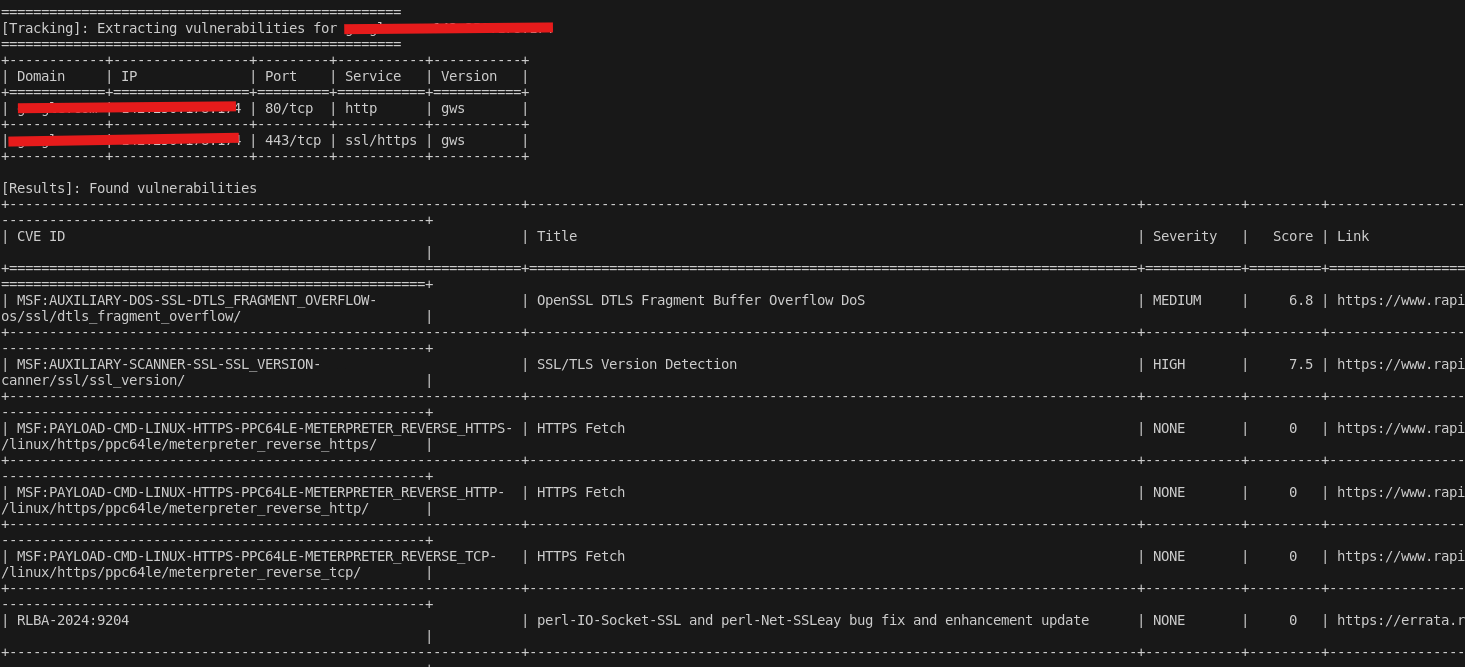 ==================================================
[Tracking]: Extracting vulnerabilities for
==================================================
+------------+-----------------+---------+-----------+-----------+
| Domain | IP | Port | Service | Version |
+============+=================+=========+===========+===========+
| | 80/tcp | http | gws |
+------------+-----------------+---------+-----------+-----------+
| | 443/tcp | ssl/https | gws |
+------------+-----------------+---------+-----------+-----------+
[Results]: Found vulnerabilities
| CVE ID | Title | Severity | Score | Link
|
| MSF:AUXILIARY-DOS-SSL-DTLS_FRAGMENT_OVERFLOW- | OpenSSL DTLS Fragment Buffer Overflow DoS | MEDIUM | 6.8 | https://www.rapi
os/ssl/dtls_fragment_overflow/ |
| MSF:AUXILIARY-SCANNER-SSL-SSL_VERSION- | SSL/TLS Version Detection | HIGH | 7.5 | https://www.rapi
canner/ssl/ssl_version/ |
| MSF:PAYLOAD-CMD-LINUX-HTTPS-PPC64LE-METERPRETER_REVERSE_HTTPS- | HTTPS Fetch | NONE | 0 | https://www.rapi
/linux/https/ppc64le/meterpreter_reverse_https/ |
| MSF:PAYLOAD-CMD-LINUX-HTTPS-PPC64LE-METERPRETER_REVERSE_HTTP- | HTTPS Fetch | NONE | 0 | https://www.rapi
/linux/https/ppc64le/meterpreter_reverse_http/ |
| MSF:PAYLOAD-CMD-LINUX-HTTPS-PPC64LE-METERPRETER_REVERSE_TCP- | HTTPS Fetch | NONE | 0 | https://www.rapi
/linux/https/ppc64le/meterpreter_reverse_tcp/ |
| RLBA-2024:9204 | perl-IO-Socket-SSL and perl-Net-SSLeay bug fix and enhancement update | NONE | 0 | https://errata.r
|